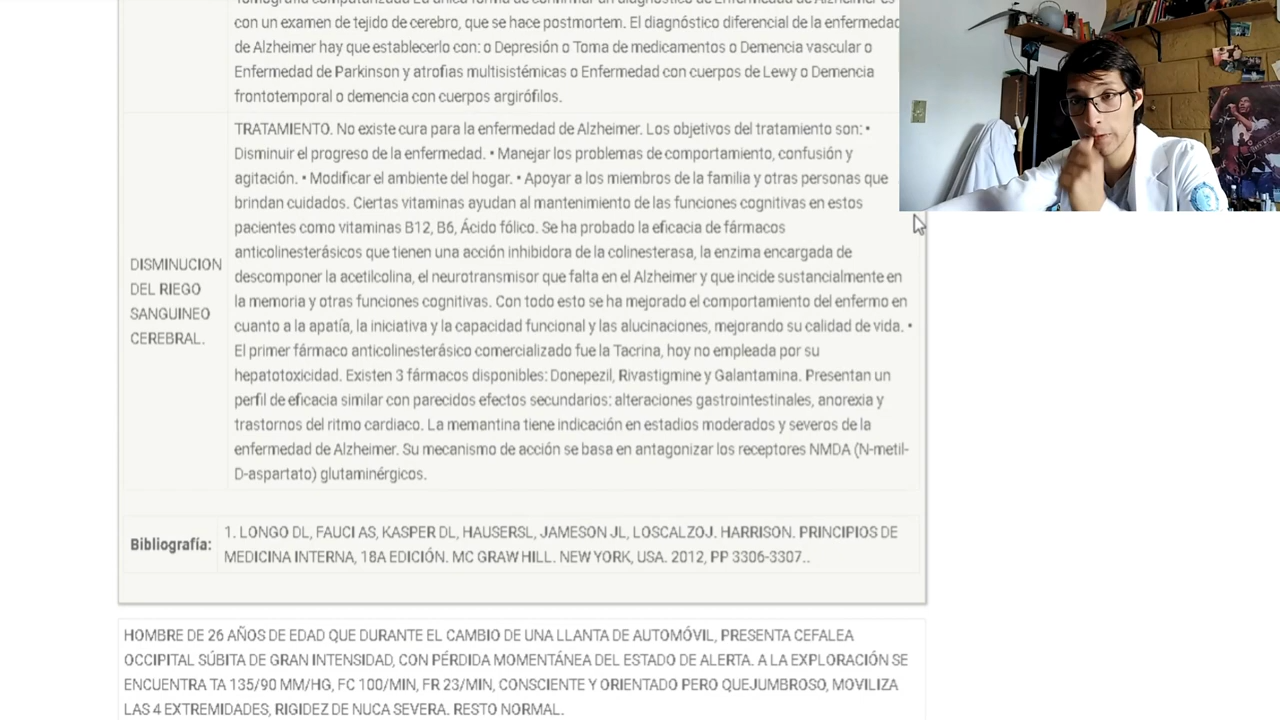 Tomografía computarizada La única forma de confirmar un diagnóstico de Enfermedad de Alzheimer es
con un examen de tejido de cerebro, que se hace postmortem. El diagnóstico diferencial de la enfermedad
de Alzheimer hay que establecerlo con: o Depresión o Toma de medicamentos o Demencia vascular o
Enfermedad de Parkinson y atrofias multisistémicas o Enfermedad con cuerpos de Lewy o Demencia
frontotemporal o demencia con cuerpos argirófilos.
DISMINUCION
DEL RIEGO
SANGUINEO
CEREBRAL.
TRATAMIENTO. No existe cura para la enfermedad de Alzheimer. Los objetivos del tratamiento son: •
Disminuir el progreso de la enfermedad. • Manejar los problemas de comportamiento, confusión y
agitación. • Modificar el ambiente del hogar. • Apoyar a los miembros de la familia y otras personas que
brindan cuidados. Ciertas vitaminas ayudan al mantenimiento de las funciones cognitivas en estos
pacientes como vitaminas B12, B6, Ácido fólico. Se ha probado la eficacia de fármacos
anticolinesterásicos que tienen una acción inhibidora de la colinesterasa, la enzima encargada de
descomponer la acetilcolina, el neurotransmisor que falta en el Alzheimer y que incide sustancialmente en
la memoria y otras funciones cognitivas. Con todo esto se ha mejorado el comportamiento del enfermo en
cuanto a la apatía, la iniciativa y la capacidad funcional y las alucinaciones, mejorando su calidad de vida. •
El primer fármaco anticolinesterásico comercializado fue la Tacrina, hoy no empleada por su
hepatotoxicidad. Existen 3 fármacos disponibles: Donepezil, Rivastigmine y Galantamina. Presentan un
perfil de eficacia similar con parecidos efectos secundarios: alteraciones gastrointestinales, anorexia y
trastornos del ritmo cardiaco. La memantina tiene indicación en estadios moderados y severos de la
enfermedad de Alzheimer. Su mecanismo de acción se basa en antagonizar los receptores NMDA (N-metil-
D-aspartato) glutaminérgicos.
Bibliografía:
1. LONGO DL, FAUCI AS, KASPER DL, HAUSERSL, JAMESON JL, LOSCALZOJ. HARRISON. PRINCIPIOS DE
MEDICINA INTERNA, 18A EDICIÓN. MC GRAW HILL. NEW YORK, USA. 2012, PP 3306-3307..
HOMBRE DE 26 AÑOS DE EDAD QUE DURANTE EL CAMBIO DE UNA LLANTA DE AUTOMÓVIL, PRESENTA CEFALEA
OCCIPITAL SÚBITA DE GRAN INTENSIDAD, CON PÉRDIDA MOMENTÁNEA DEL ESTADO DE ALERTA. A LA EXPLORACIÓN SE
ENCUENTRA TA 135/90 MM/HG, FC 100/MIN, FR 23/MIN, CONSCIENTE Y ORIENTADO PERO QUEJUMBROSO, MOVILIZA
LAS 4 EXTREMIDADES, RIGIDEZ DE NUCA SEVERA. RESTO NORMAL.